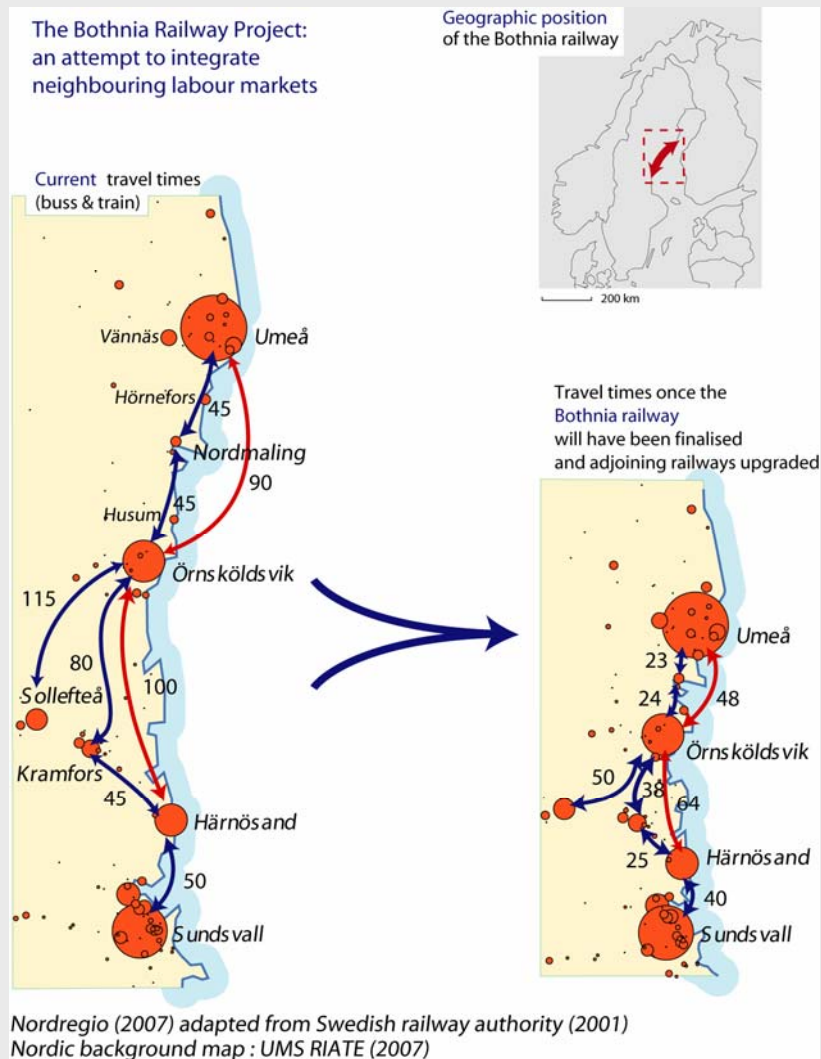 The Bothnia Railway Project:
an attempt to integrate
neighbouring labour markets
Geographic position
of the Bothnia railway
200 km
Current travel times
(buss & train)
Vännäs
Umeå
Hörnefors
45
Nordmaling
90
Husum
45
Örnsköldsvik
115
80
100
Sollefteå
Kramfors
45
Härnösand
50
Sundsvall
Travel times once the
Bothnia railway
will have been finalised
and adjoining railways upgraded
Umeå
23
24
48
Örnsköldsvik
50
38
64
25
Härnösand
40
Sundsvall
Nordregio (2007) adapted from Swedish railway authority (2001)
Nordic background map : UMS RIATE (2007)